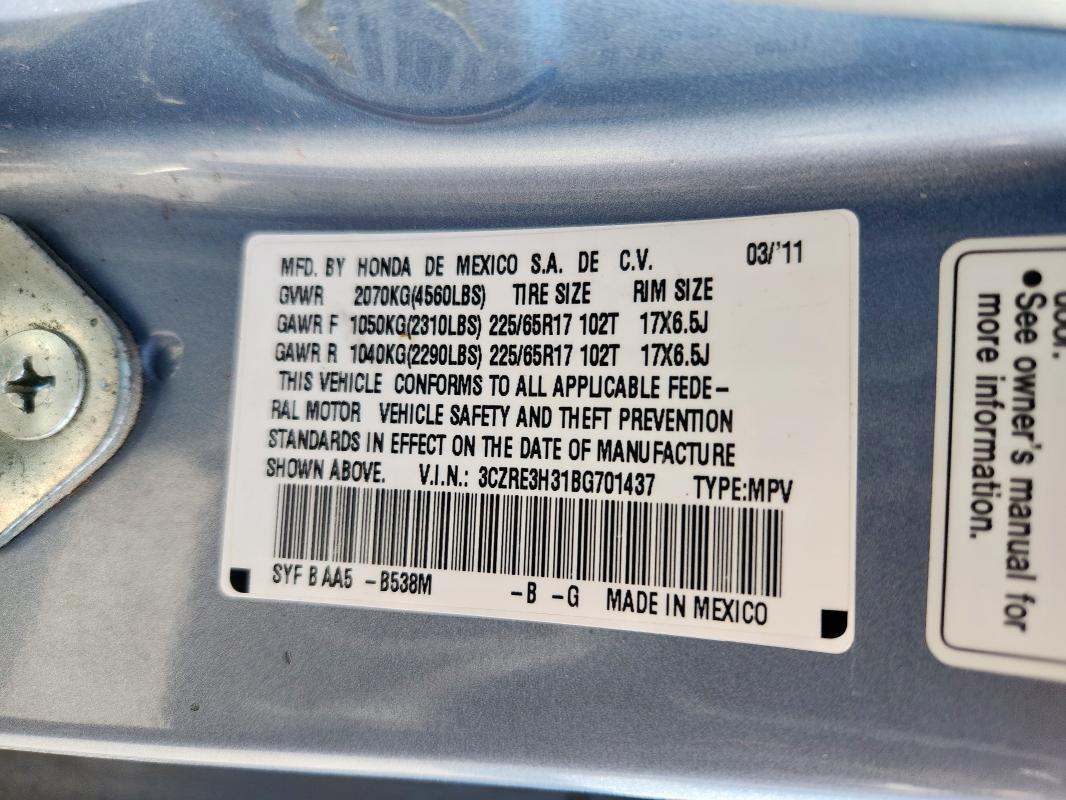 MFD. BY HONDA DE MEXICO S.A. DE C.V. 03/'11
GVWR 2070KG(4560LBS) TIRE SIZE RIM SIZE
GAWR F 1050KG(2310LBS) 225/65R17 102T 17X6.5J
GAWR R 1040KG(2290LBS) 225/65R17 102T 17X6.5J
THIS VEHICLE CONFORMS TO ALL APPLICABLE FEDE-
RAL MOTOR VEHICLE SAFETY AND THEFT PREVENTION
STANDARDS IN EFFECT ON THE DATE OF MANUFACTURE
SHOWN ABOVE. V.I.N.: 3CZRE3H31BG701437 TYPE:MPV
SYF B AA5 -B538M -B -G MADE IN MEXICO
door.
•See owner's manual for
more information.